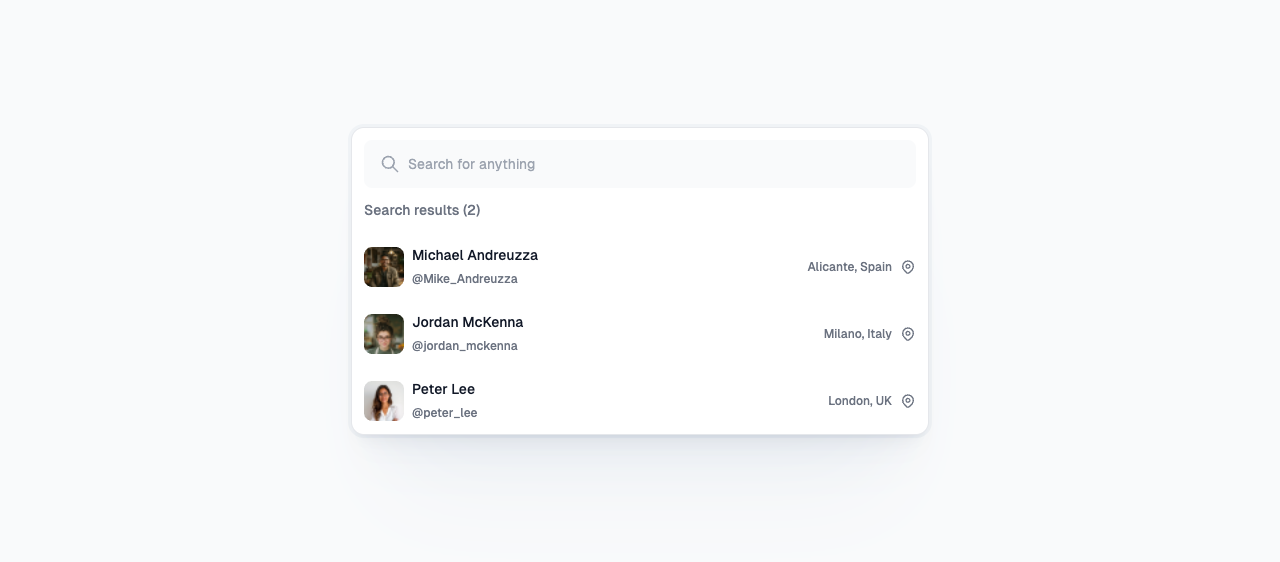 Search for anything
Search results (2)
Michael Andreuzza
@Mike_Andreuzza
Alicante, Spain
Jordan McKenna
@jordan_mckenna
Milano, Italy
Peter Lee
@peter_lee
London, UK